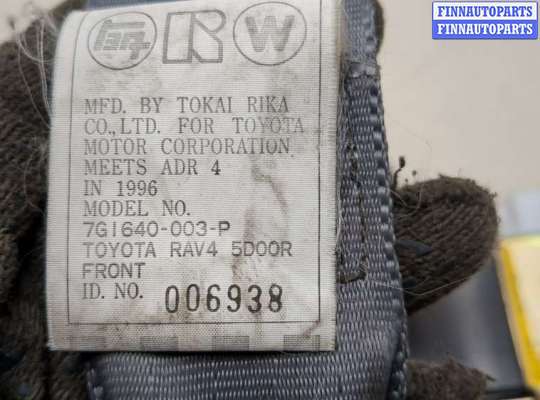 FINNAUTOPARTS
FINNAUTOPARTS
R W
MFD. BY TOKAI RIKA
CO., LTD. FOR TOYOTA
MOTOR CORPORATION
MEETS ADR 4
IN 1996
MODEL NO.
7G1640-003-P
TOYOTA RAV4 5DOOR
FRONT
ID. NO. 006938